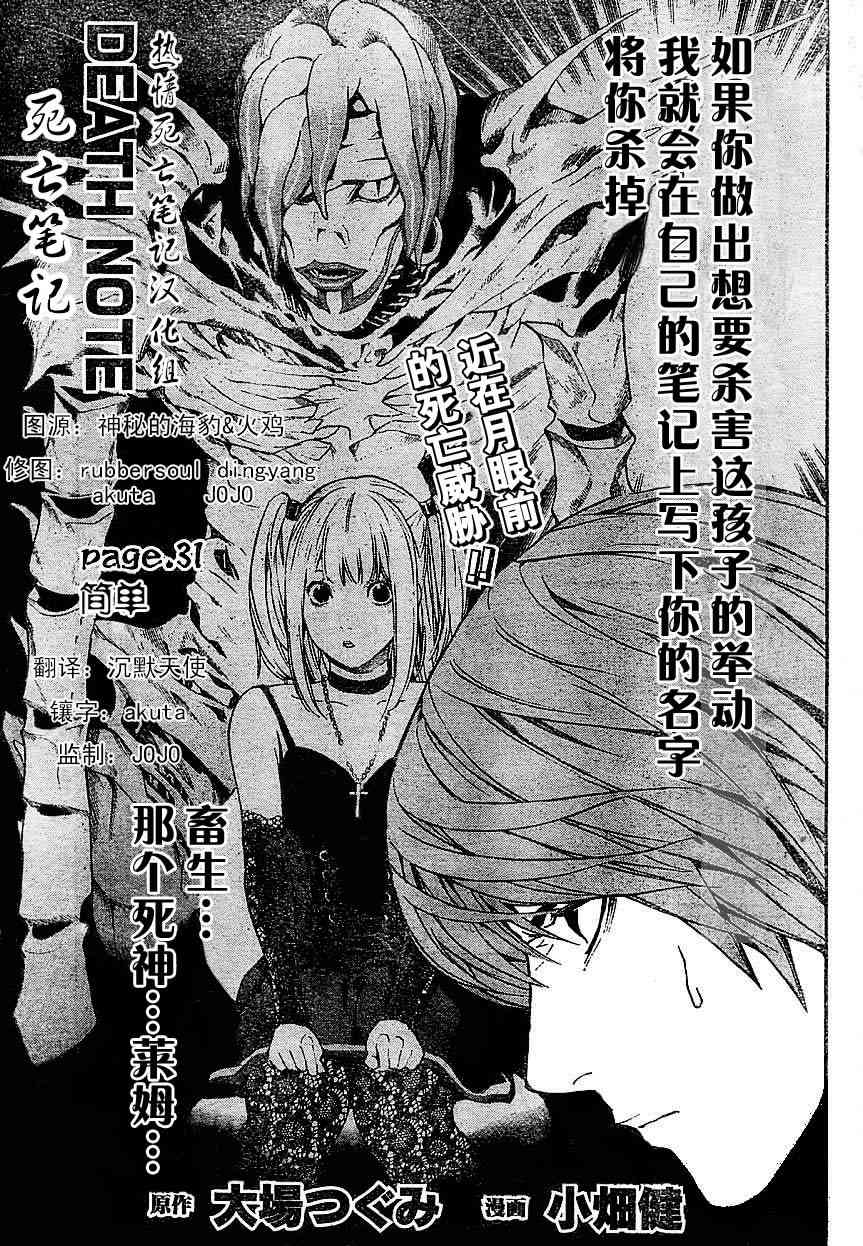 如果你做出想要杀害这孩子的举动
我就会在自己的笔记上写下你的名字
将你杀掉
近在月眼前
的死亡威胁!!
热情死亡笔记汉化组
DEATH NOTE
死亡笔记
图源：神秘的海豹&火鸡
修图：rubbersoul dingyang
akuta JOJO
page.31
简单
翻译：沉默天使
镶字：akuta
监制：JOJO
畜生…
那个死神…莱姆…
原作 大場つぐみ 漫画 小畑健